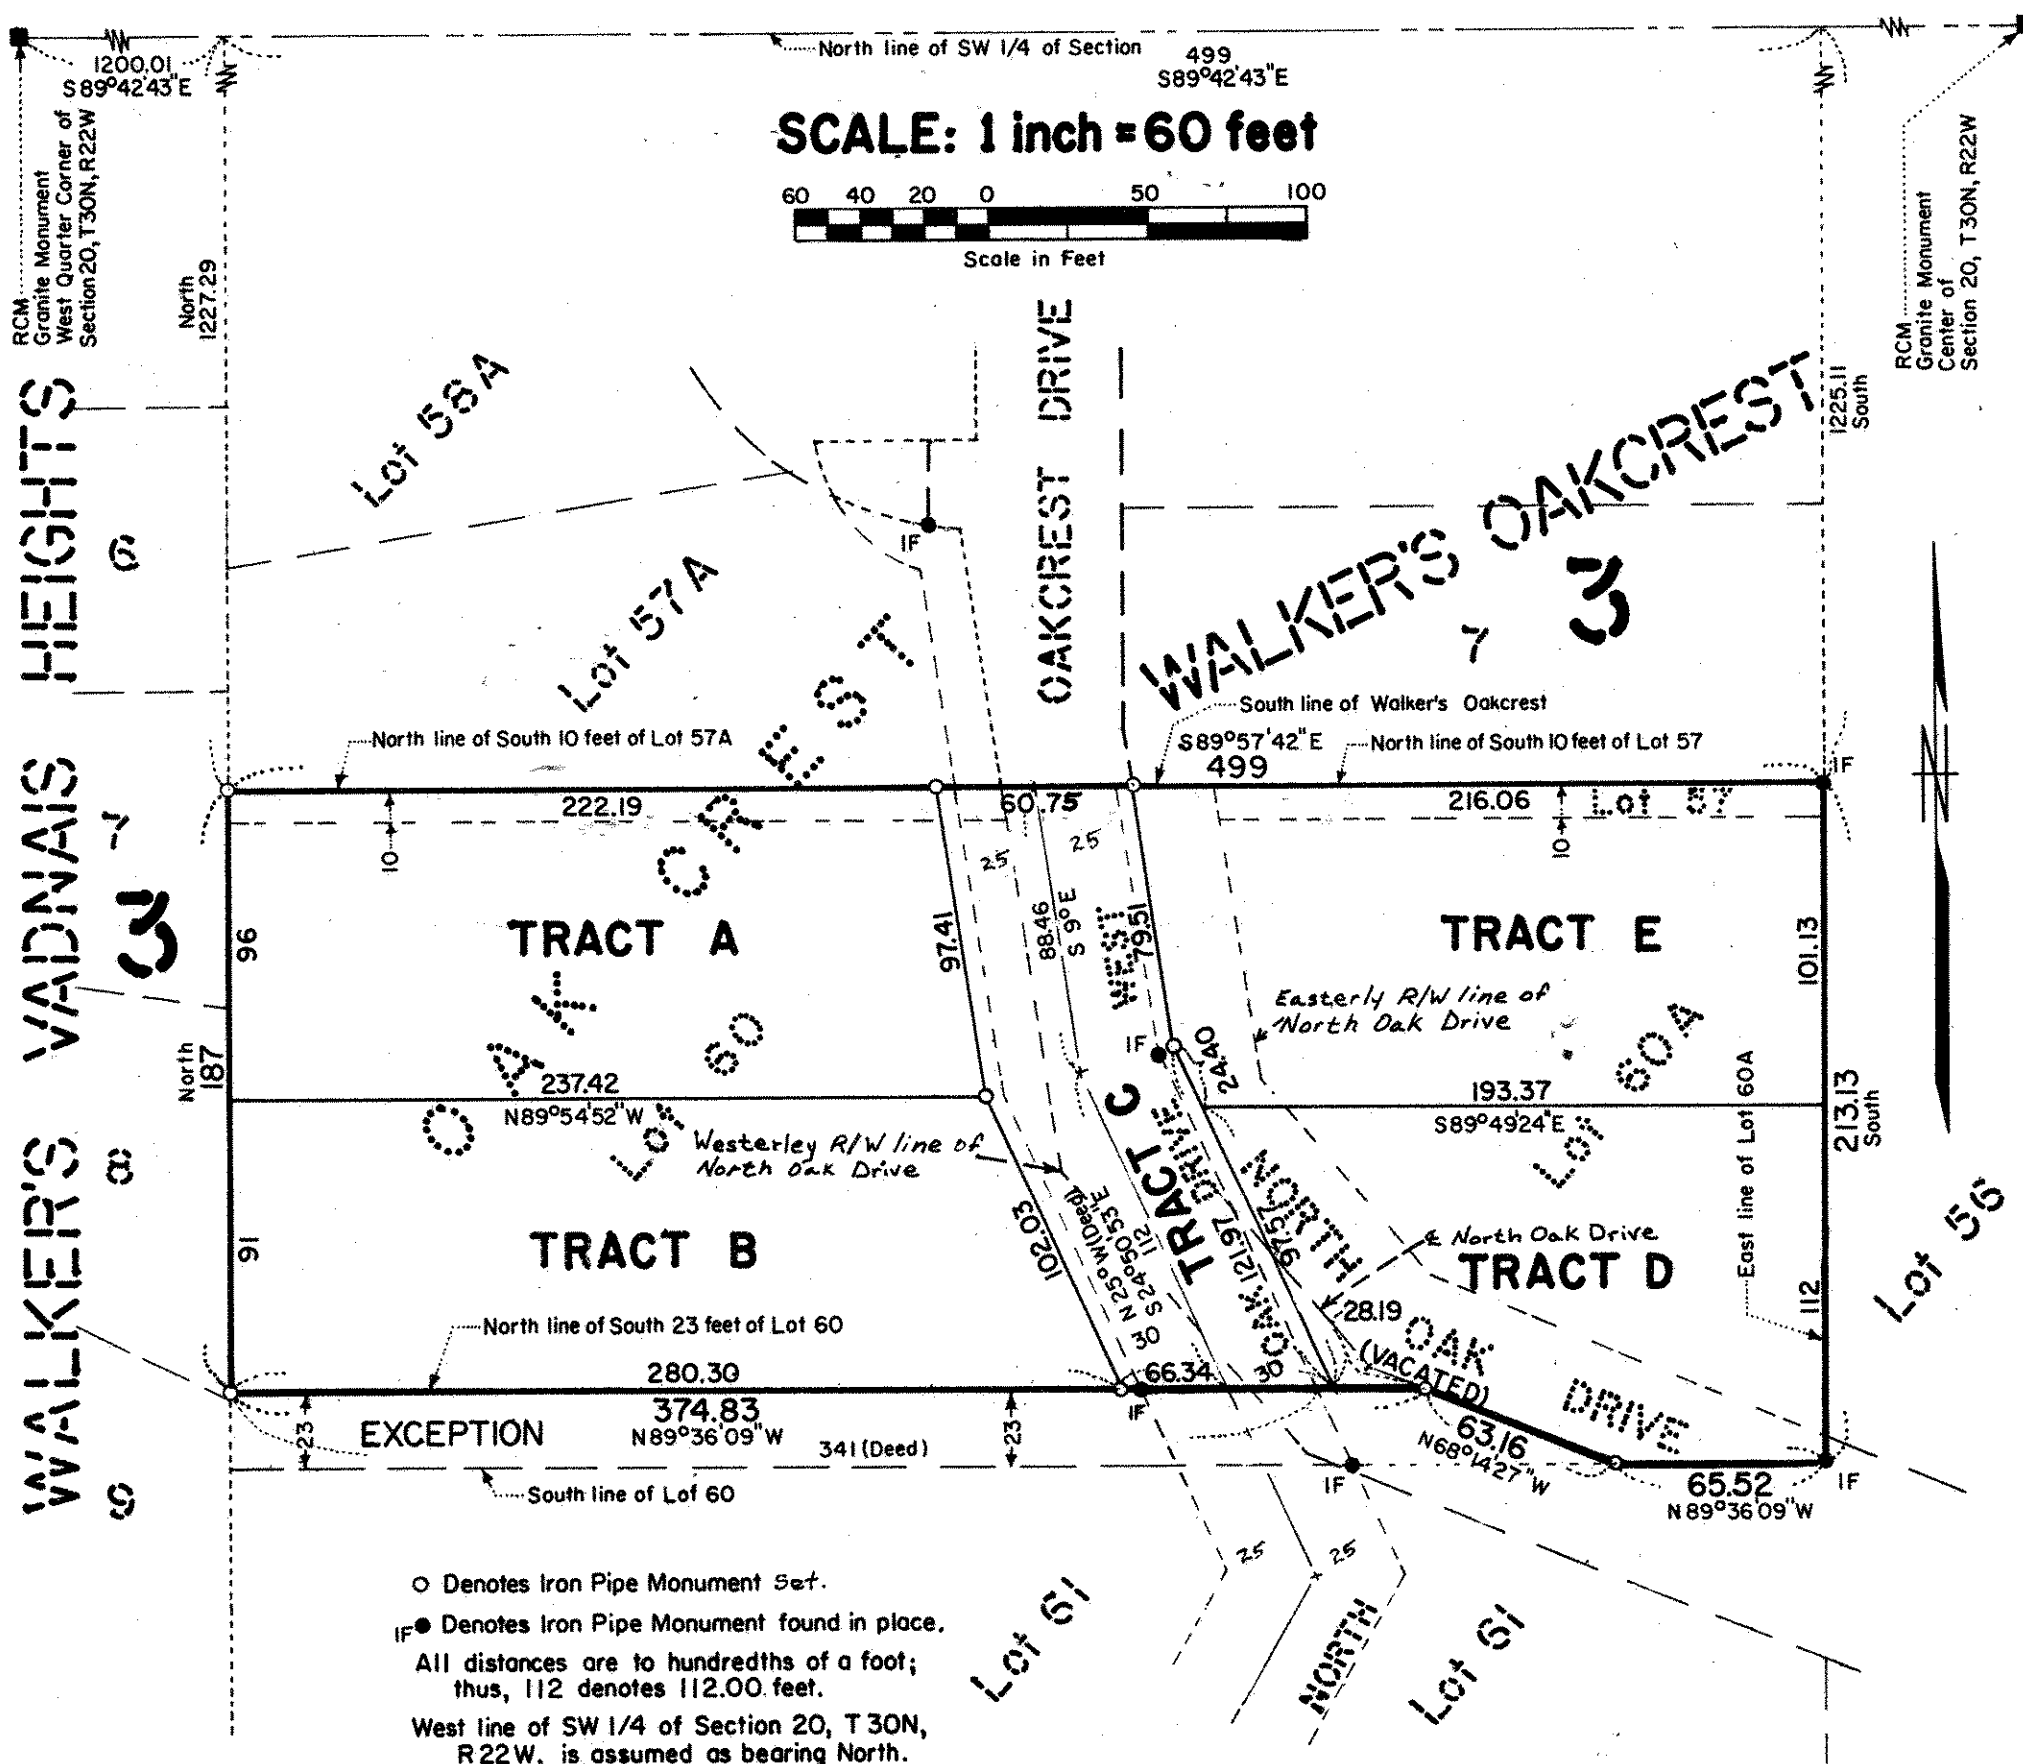 1200.01
S89°42'43"E
North line of SW 1/4 of Section
499
S89°42'43"E
SCALE: 1 inch = 60 feet
60 40 20 0 50 100
Scale in Feet
RCM
Granite Monument
West Quarter Corner of
Section 20, T30N, R22W
North
1227.29
RCM
Granite Monument
Center of
Section 20, T30N, R22W
1225.11
South
WALKER'S VADNAIS HEIGHTS
6
7
3
8
9
Lot 58A
Lot 57A
IF
OAKCREST DRIVE
WALKER'S OAKCREST
7
3
South line of Walker's Oakcrest
North line of South 10 feet of Lot 57A
S89°57'42"E
499
North line of South 10 feet of Lot 57
IF
222.19
60.75
216.06
Lot 57
10
10
25
25
OAK CREST
TRACT A
TRACT E
96
97.41
88.46
S 9° E
WEST
79.51
101.13
Easterly R/W line of
North Oak Drive
IF
24.40
Lot 60
Lot 60A
North
187
237.42
N89°54'52"W
193.37
S89°49'24"E
213.13
South
Westerley R/W line of
North Oak Drive
TRACT C
OAK DRIVE
NORTH
East line of Lot 60A
Lot 56
91
TRACT B
102.03
N 25° W (Deed)
S24°50'53"E
112
30
121.97
97.57
℄ North Oak Drive
TRACT D
28.19
112
North line of South 23 feet of Lot 60
OAK
(VACATED)
DRIVE
280.30
66.34
30
374.83
N89°36'09"W
IF
EXCEPTION
23
341 (Deed)
23
63.16
N68°14'27"W
South line of Lot 60
IF
65.52
N89°36'09"W
IF
25
25
Lot 61
NORTH
Lot 61
○ Denotes Iron Pipe Monument Set.
IF● Denotes Iron Pipe Monument found in place.
All distances are to hundredths of a foot;
thus, 112 denotes 112.00 feet.
West line of SW 1/4 of Section 20, T30N,
R22W, is assumed as bearing North.